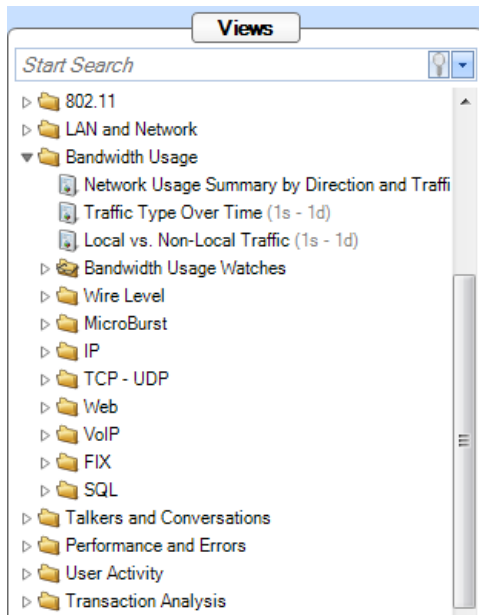 Views
Start Search
802.11
LAN and Network
Bandwidth Usage
Network Usage Summary by Direction and Traffi
Traffic Type Over Time (1s - 1d)
Local vs. Non-Local Traffic (1s - 1d)
Bandwidth Usage Watches
Wire Level
MicroBurst
IP
TCP - UDP
Web
VoIP
FIX
SQL
Talkers and Conversations
Performance and Errors
User Activity
Transaction Analysis